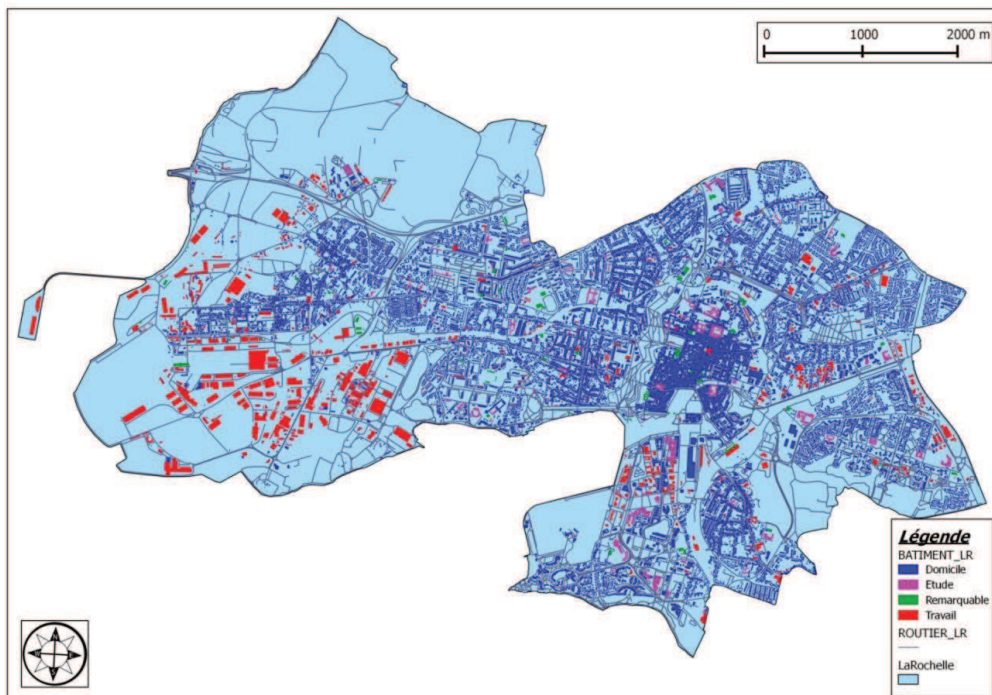 0 1000 2000 m
Légende
BATIMENT_LR
Domicile
Etude
Remarquable
Travail
ROUTIER_LR
LaRochelle